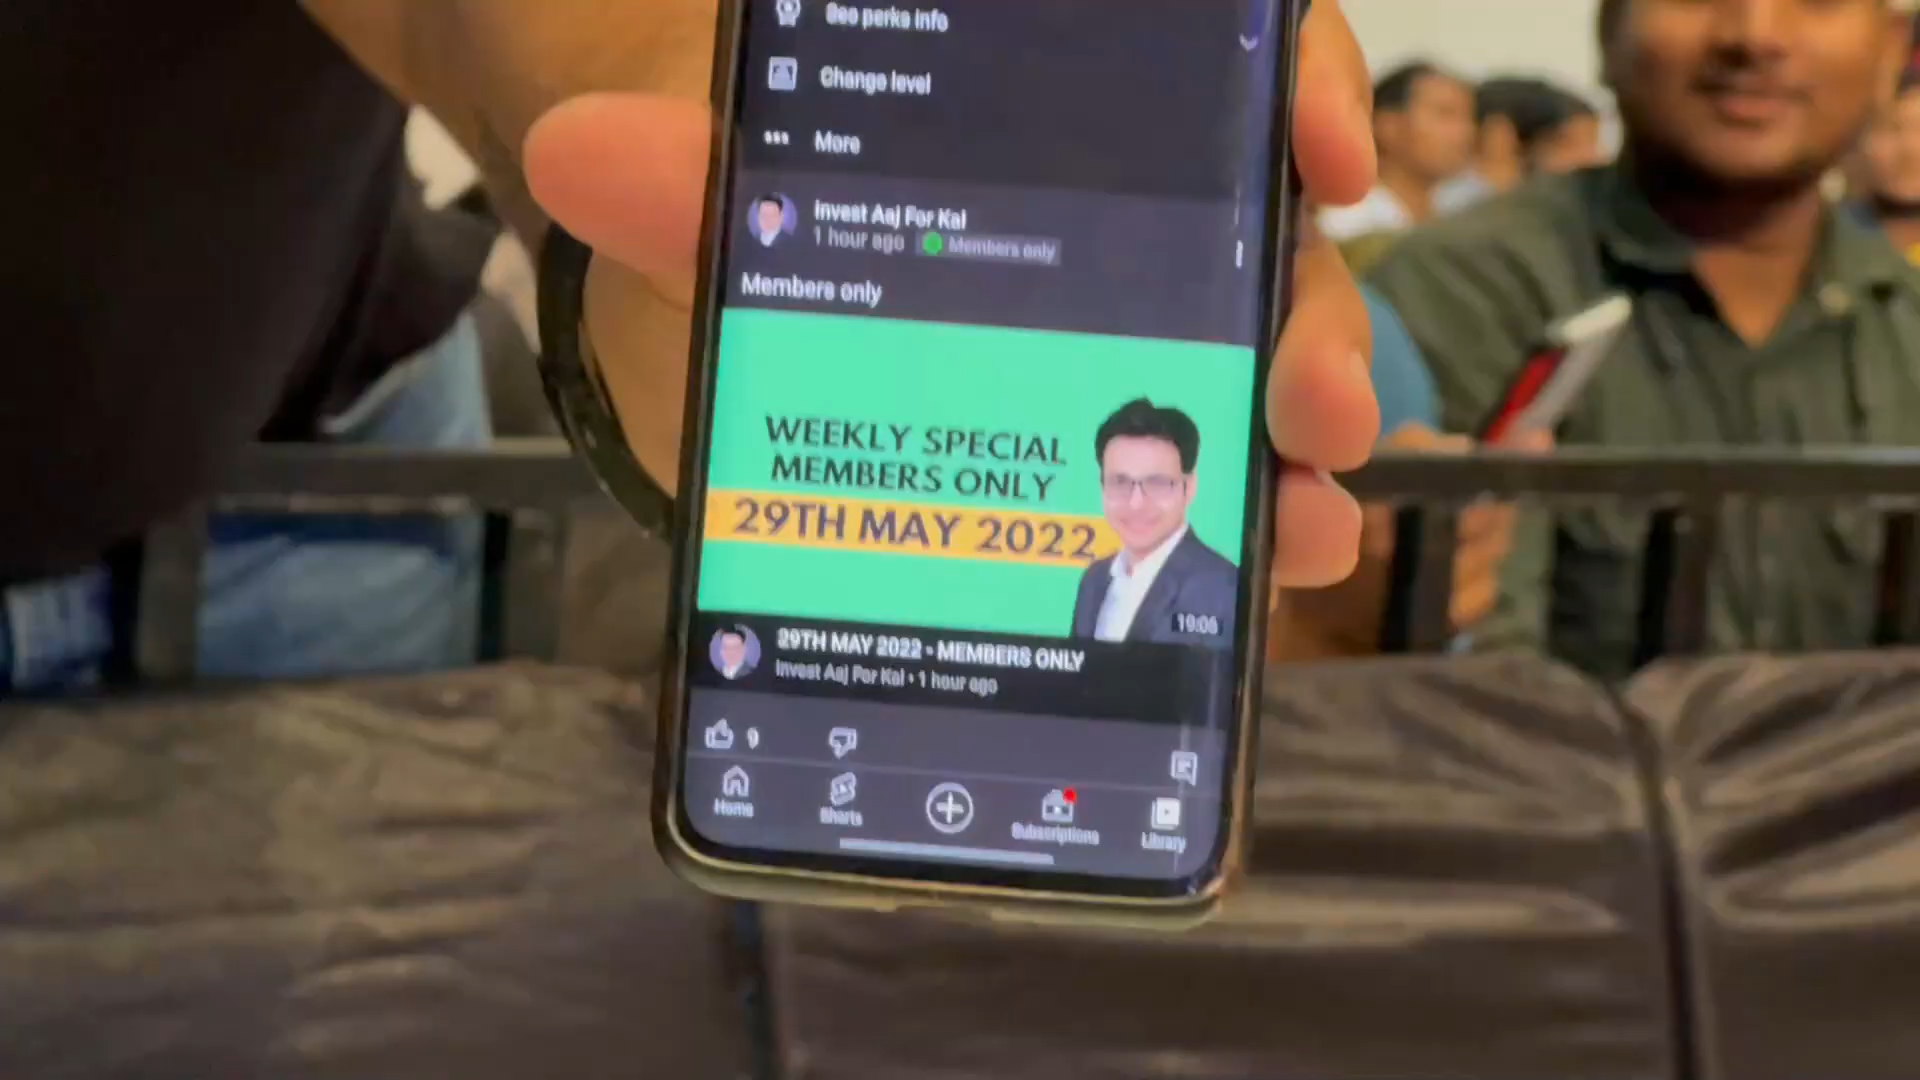 See perks info
Change level
More
Invest Aaj For Kal
1 hour ago Members only
Members only
WEEKLY SPECIAL
MEMBERS ONLY
29TH MAY 2022
19:06
29TH MAY 2022 - MEMBERS ONLY
Invest Aaj For Kal • 1 hour ago
9
Home
Shorts
Subscriptions
Library